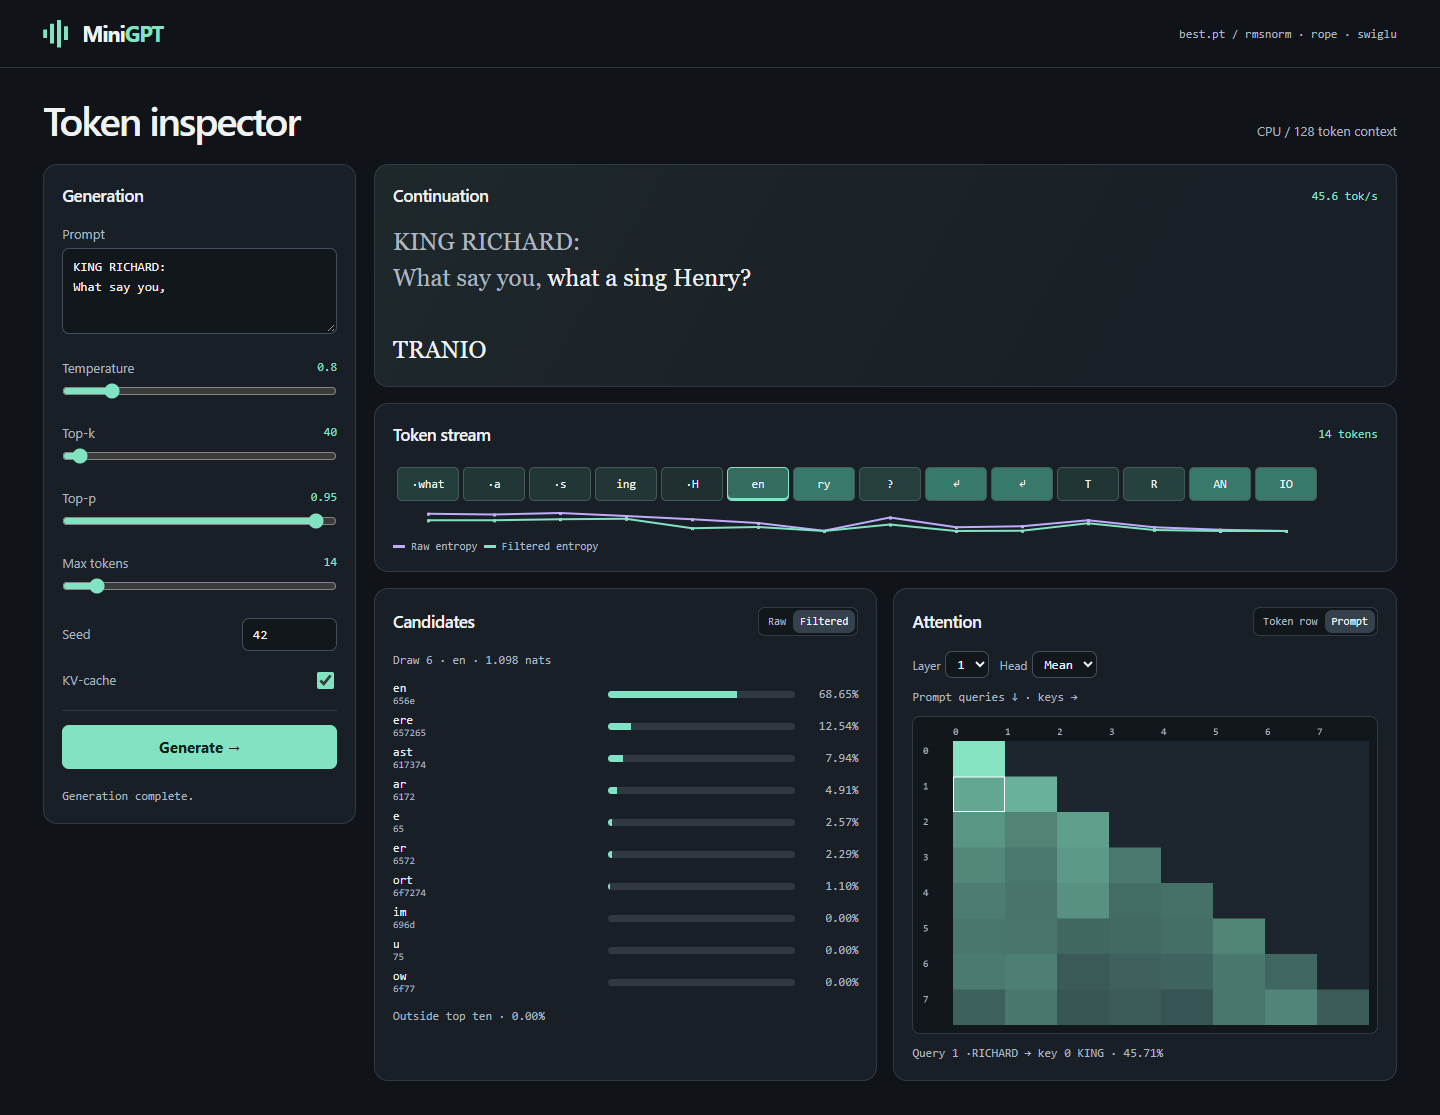 MiniGPT
best.pt / rmsnorm · rope · swiglu
Token inspector
CPU / 128 token context
Generation
Prompt
KING RICHARD:
What say you,
Temperature 0.8
Top-k 40
Top-p 0.95
Max tokens 14
Seed 42
KV-cache
Generate →
Generation complete.
Continuation 45.6 tok/s
KING RICHARD:
What say you, what a sing Henry?
TRANIO
Token stream 14 tokens
·what ·a ·s ing ·H en ry ? ↲ ↲ T R AN IO
Raw entropy Filtered entropy
Candidates Raw Filtered
Draw 6 · en · 1.098 nats
en 68.65%
656e
ere 12.54%
657265
ast 7.94%
617374
ar 4.91%
6172
e 2.57%
65
er 2.29%
6572
ort 1.10%
6f7274
im 0.00%
696d
u 0.00%
75
ow 0.00%
6f77
Outside top ten · 0.00%
Attention Token row Prompt
Layer 1 Head Mean
Prompt queries ↓ · keys →
0 1 2 3 4 5 6 7
0
1
2
3
4
5
6
7
Query 1 ·RICHARD → key 0 KING · 45.71%